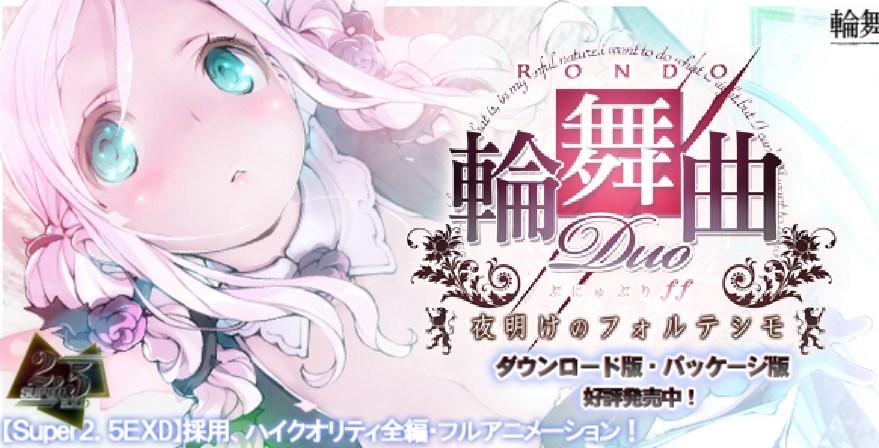 輪舞
RONDO
輪舞曲
Duo
ぷにゅぷりff
夜明けのフォルテシモ
ダウンロード版・パッケージ版
好評発売中！
2.5
SUPER
【Super2.5EXD】採用、ハイクオリティ全編・フルアニメーション！